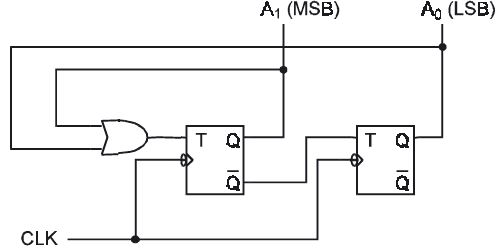 A1 (MSB) A0 (LSB)
T Q T Q
Q̅ Q̅
CLK